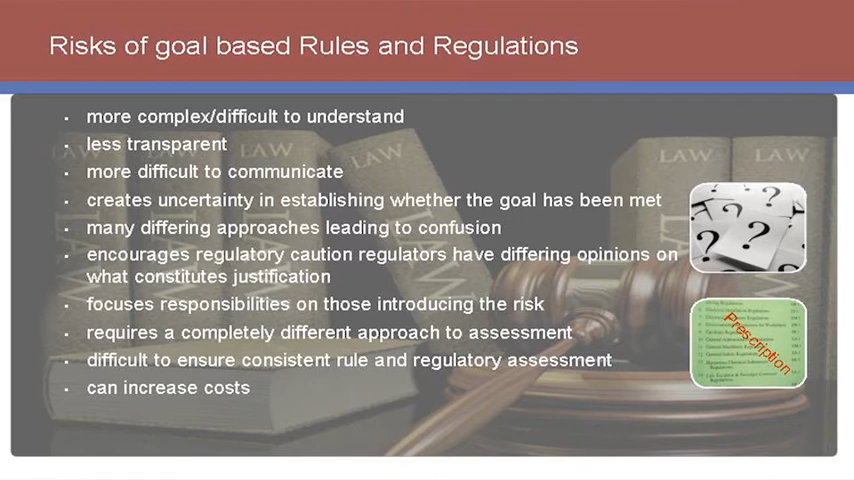 Risks of goal based Rules and Regulations
more complex/difficult to understand
less transparent
more difficult to communicate
creates uncertainty in establishing whether the goal has been met
many differing approaches leading to confusion
encourages regulatory caution regulators have differing opinions on
what constitutes justification
focuses responsibilities on those introducing the risk
requires a completely different approach to assessment
difficult to ensure consistent rule and regulatory assessment
can increase costs
LAW
LAW
LAW
LAW
LAW
LAW
? ? ?
Prescription